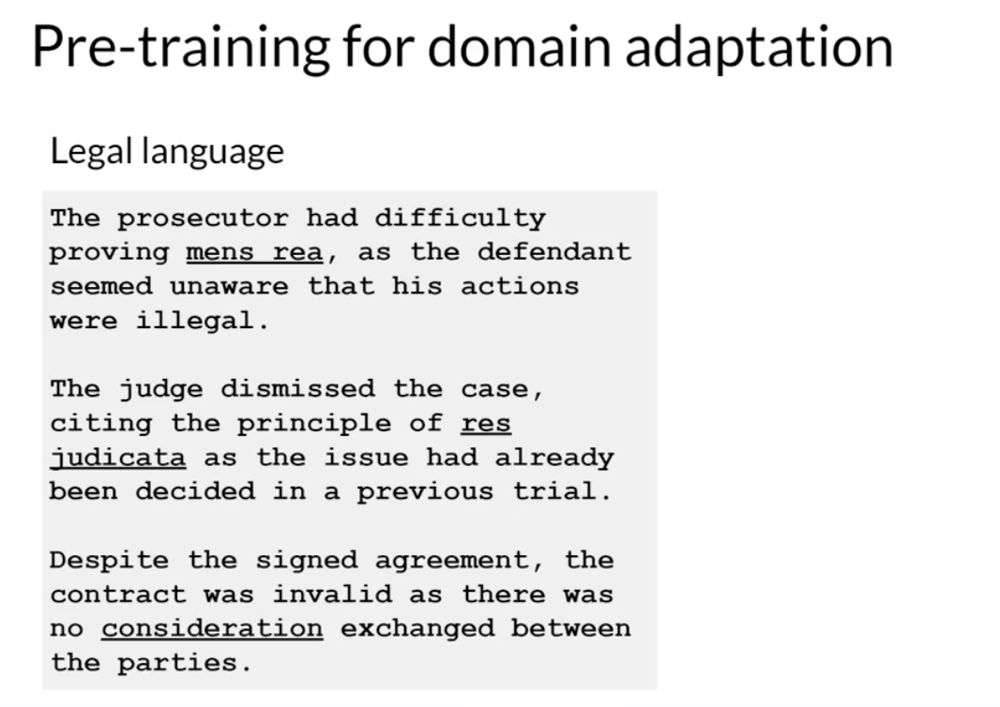 Pre-training for domain adaptation
Legal language
The prosecutor had difficulty
proving mens rea, as the defendant
seemed unaware that his actions
were illegal.
The judge dismissed the case,
citing the principle of res
judicata as the issue had already
been decided in a previous trial.
Despite the signed agreement, the
contract was invalid as there was
no consideration exchanged between
the parties.